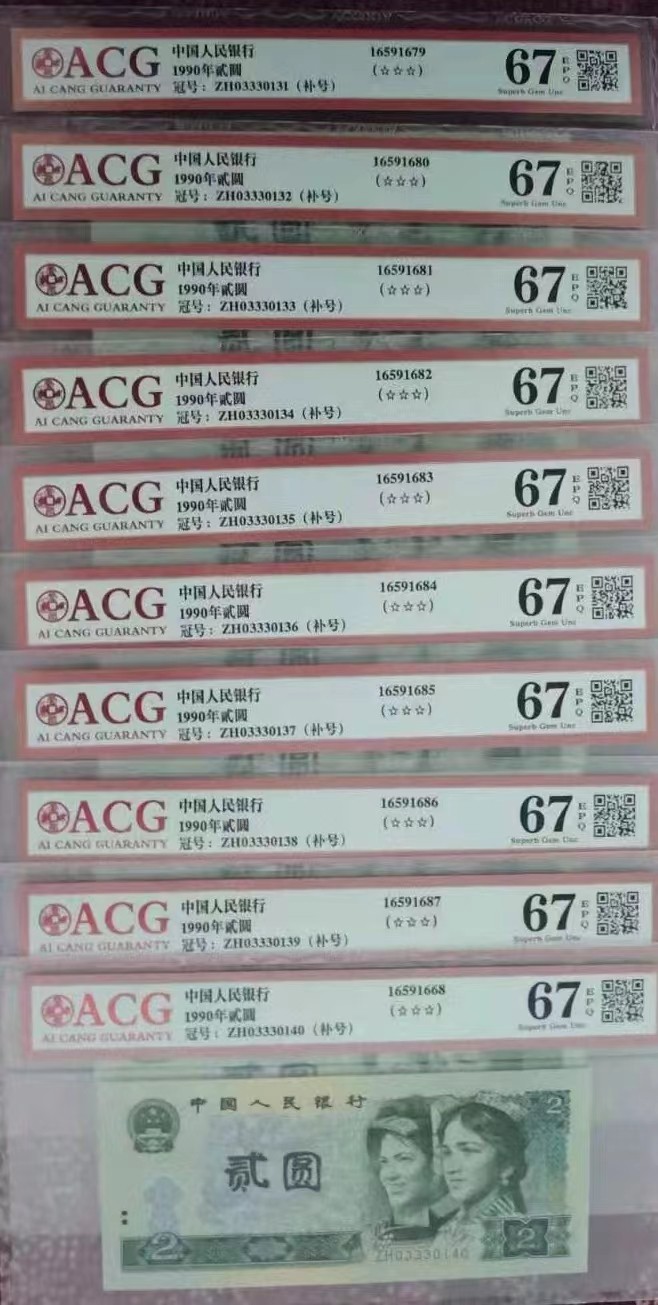 ACG
AI CANG GUARANTY
中国人民银行
1990年贰圆
冠号：ZH03330131（补号）
16591679
(☆☆☆)
67
EPQ
Superb Gem Unc
ACG
AI CANG GUARANTY
中国人民银行
1990年贰圆
冠号：ZH03330132（补号）
16591680
(☆☆☆)
67
EPQ
Superb Gem Unc
ACG
AI CANG GUARANTY
中国人民银行
1990年贰圆
冠号：ZH03330133（补号）
16591681
(☆☆☆)
67
EPQ
Superb Gem Unc
ACG
AI CANG GUARANTY
中国人民银行
1990年贰圆
冠号：ZH03330134（补号）
16591682
(☆☆☆)
67
EPQ
Superb Gem Unc
ACG
AI CANG GUARANTY
中国人民银行
1990年贰圆
冠号：ZH03330135（补号）
16591683
(☆☆☆)
67
EPQ
Superb Gem Unc
ACG
AI CANG GUARANTY
中国人民银行
1990年贰圆
冠号：ZH03330136（补号）
16591684
(☆☆☆)
67
EPQ
Superb Gem Unc
ACG
AI CANG GUARANTY
中国人民银行
1990年贰圆
冠号：ZH03330137（补号）
16591685
(☆☆☆)
67
EPQ
Superb Gem Unc
ACG
AI CANG GUARANTY
中国人民银行
1990年贰圆
冠号：ZH03330138（补号）
16591686
(☆☆☆)
67
EPQ
Superb Gem Unc
ACG
AI CANG GUARANTY
中国人民银行
1990年贰圆
冠号：ZH03330139（补号）
16591687
(☆☆☆)
67
EPQ
Superb Gem Unc
ACG
AI CANG GUARANTY
中国人民银行
1990年贰圆
冠号：ZH03330140（补号）
16591668
(☆☆☆)
67
EPQ
Superb Gem Unc
中国人民银行
2
贰圆
2
2
ZH03330140